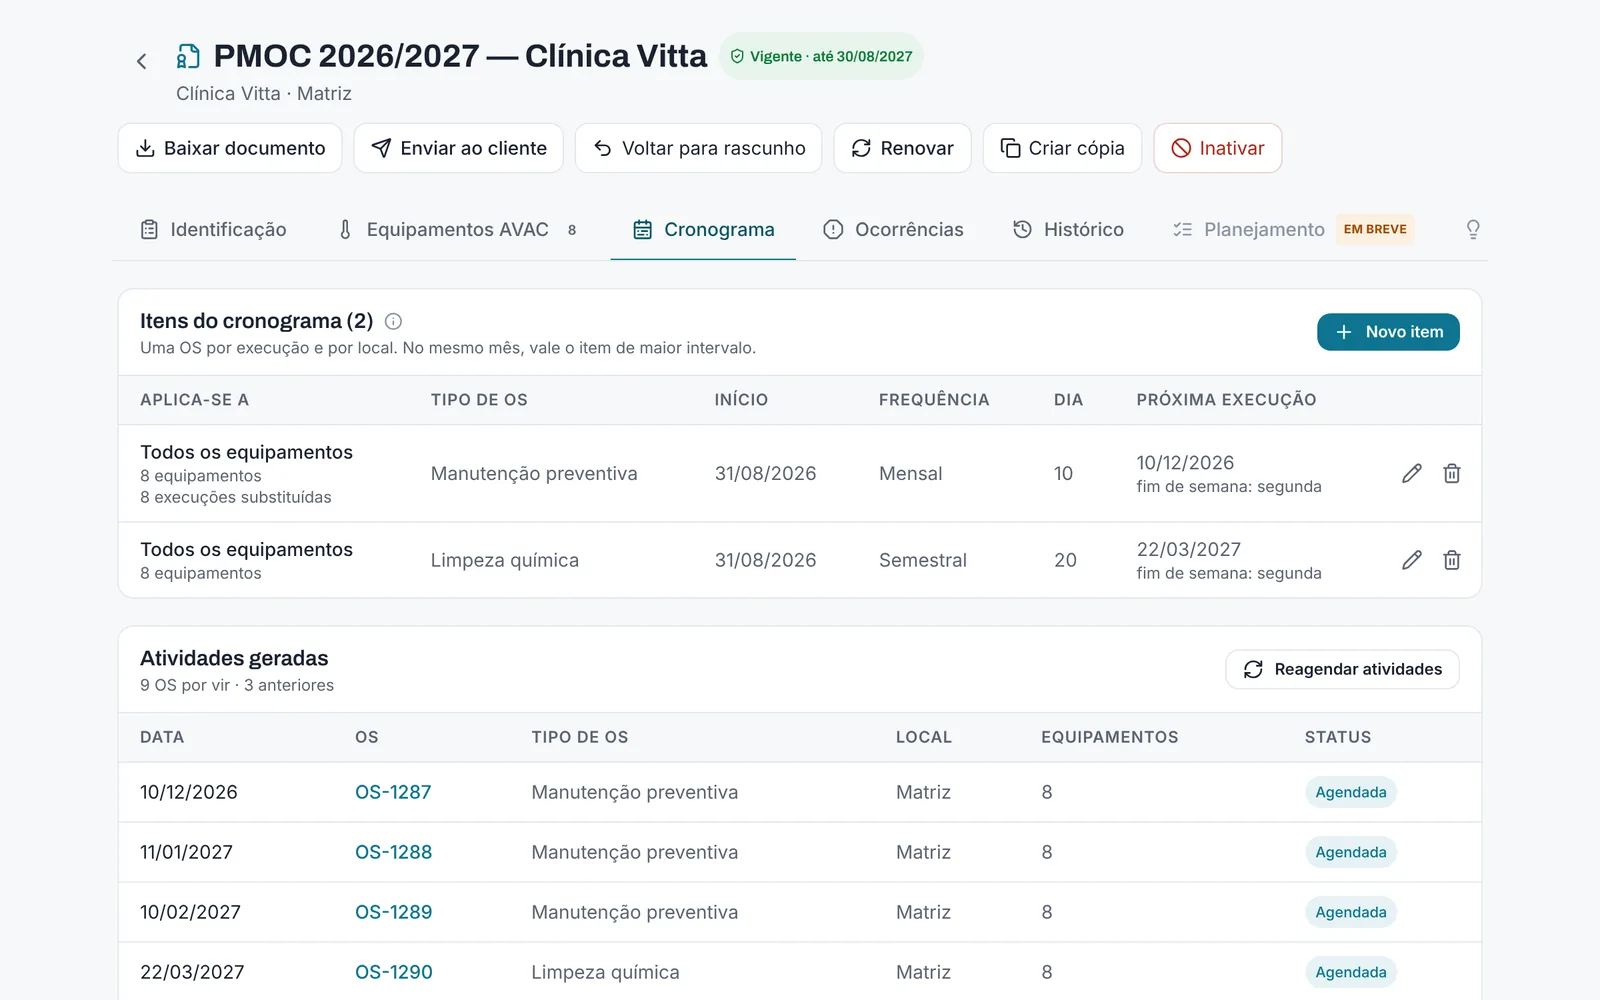 PMOC 2026/2027 — Clínica Vitta
Vigente · até 30/08/2027
Clínica Vitta · Matriz
Baixar documento
Enviar ao cliente
Voltar para rascunho
Renovar
Criar cópia
Inativar
Identificação
Equipamentos AVAC 8
Cronograma
Ocorrências
Histórico
Planejamento EM BREVE
Itens do cronograma (2)
Uma OS por execução e por local. No mesmo mês, vale o item de maior intervalo.
Novo item
APLICA-SE A TIPO DE OS INÍCIO FREQUÊNCIA DIA PRÓXIMA EXECUÇÃO
Todos os equipamentos
8 equipamentos
8 execuções substituídas
Manutenção preventiva 31/08/2026 Mensal 10
10/12/2026
fim de semana: segunda
Todos os equipamentos
8 equipamentos
Limpeza química 31/08/2026 Semestral 20
22/03/2027
fim de semana: segunda
Atividades geradas
9 OS por vir · 3 anteriores
Reagendar atividades
DATA OS TIPO DE OS LOCAL EQUIPAMENTOS STATUS
10/12/2026 OS-1287 Manutenção preventiva Matriz 8 Agendada
11/01/2027 OS-1288 Manutenção preventiva Matriz 8 Agendada
10/02/2027 OS-1289 Manutenção preventiva Matriz 8 Agendada
22/03/2027 OS-1290 Limpeza química Matriz 8 Agendada